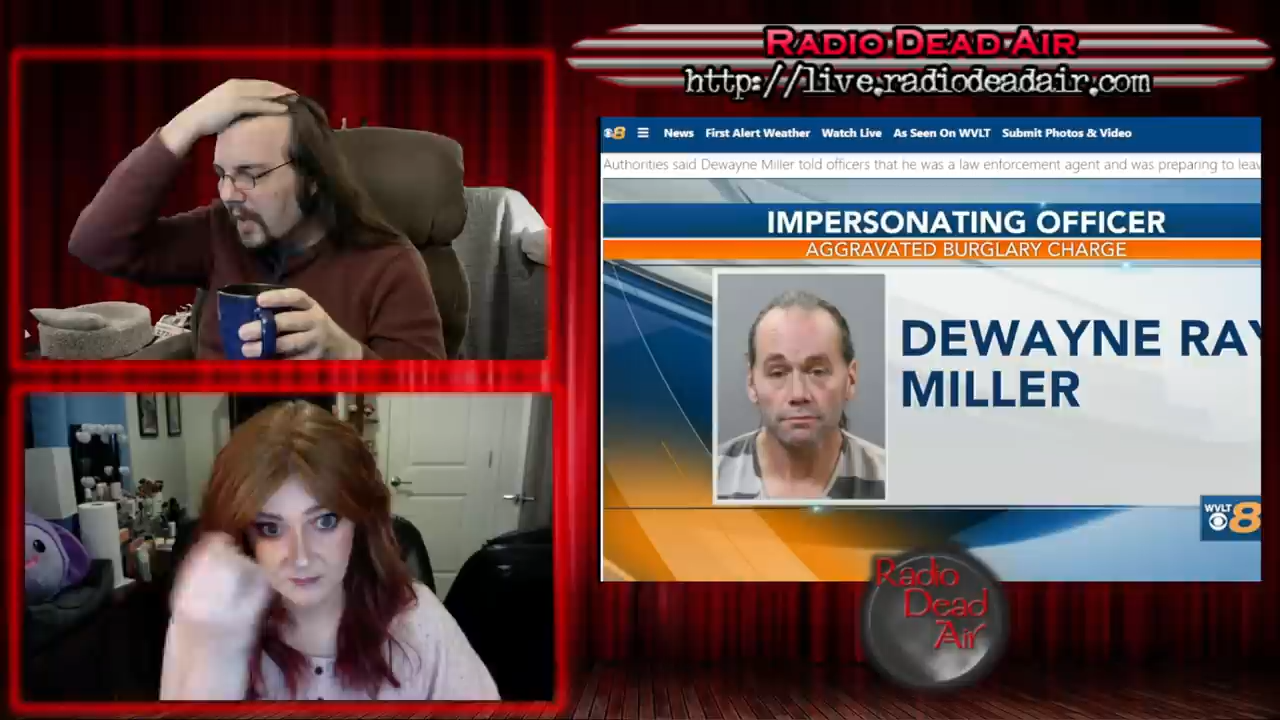 RADIO DEAD AIR
http://live.radiodeadair.com
8 News First Alert Weather Watch Live As Seen On WVLT Submit Photos & Video
Authorities said Dewayne Miller told officers that he was a law enforcement agent and was preparing to leav
IMPERSONATING OFFICER
AGGRAVATED BURGLARY CHARGE
DEWAYNE RAY
MILLER
WVLT
8
Radio
Dead
Air